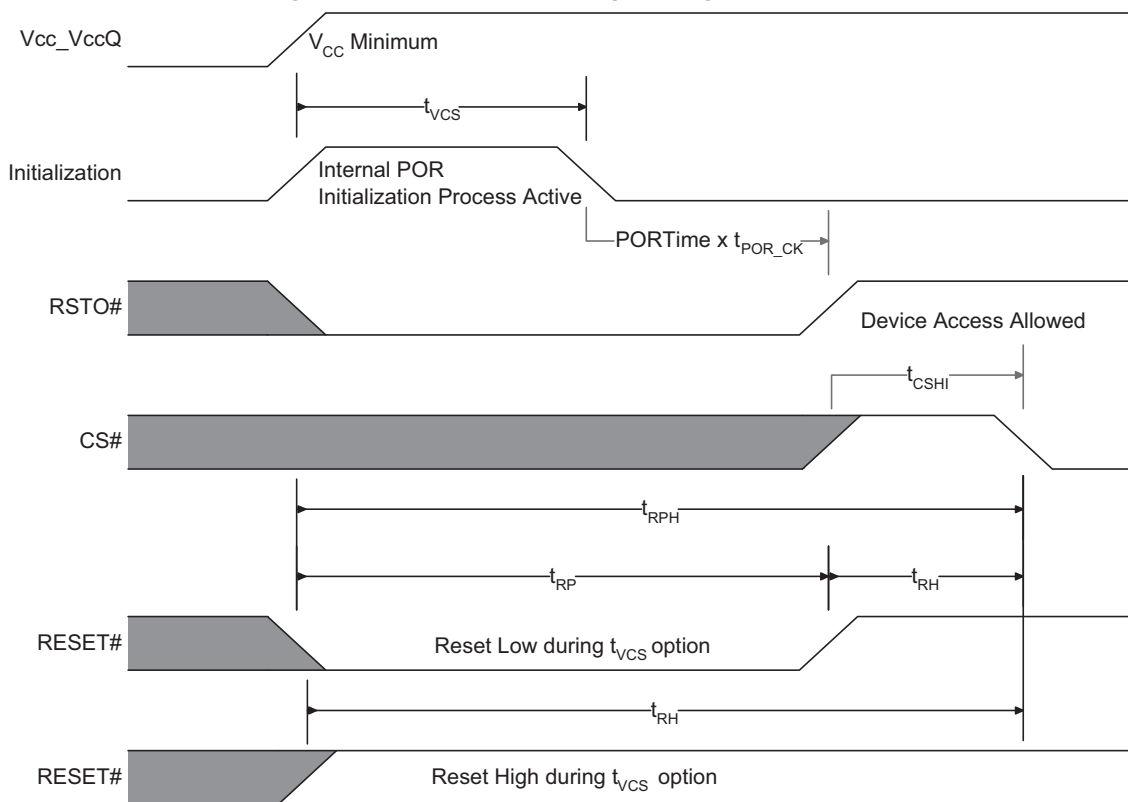 Vcc_VccQ
VCC Minimum
tVCS
Initialization
Internal POR
Initialization Process Active
PORTime x tPOR_CK
RSTO#
Device Access Allowed
tCSHI
CS#
tRPH
tRP
tRH
RESET#
Reset Low during tVCS option
tRH
RESET#
Reset High during tVCS option